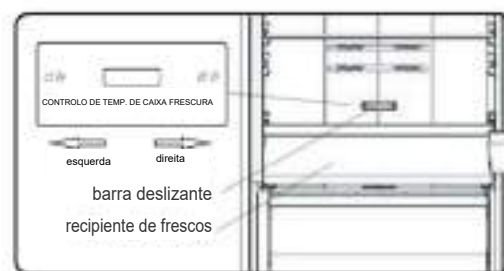 CONTROLO DE TEMP. DE CAIXA FRESCURA
esquerda direita
barra deslizante
recipiente de frescos